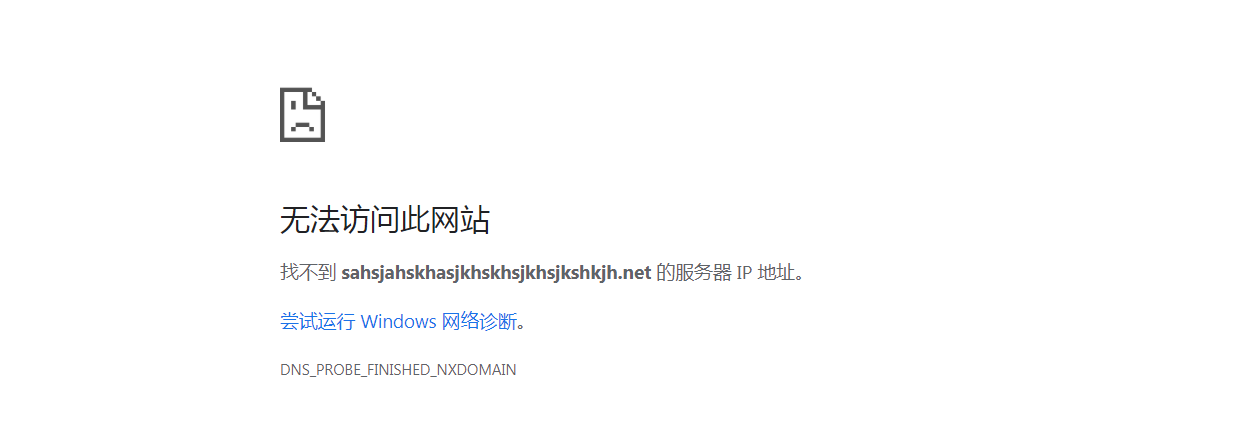 无法访问此网站
找不到 sahsjahskhasjkhskhsjkhsjkshkjh.net 的服务器 IP 地址。
尝试运行 Windows 网络诊断。
DNS_PROBE_FINISHED_NXDOMAIN